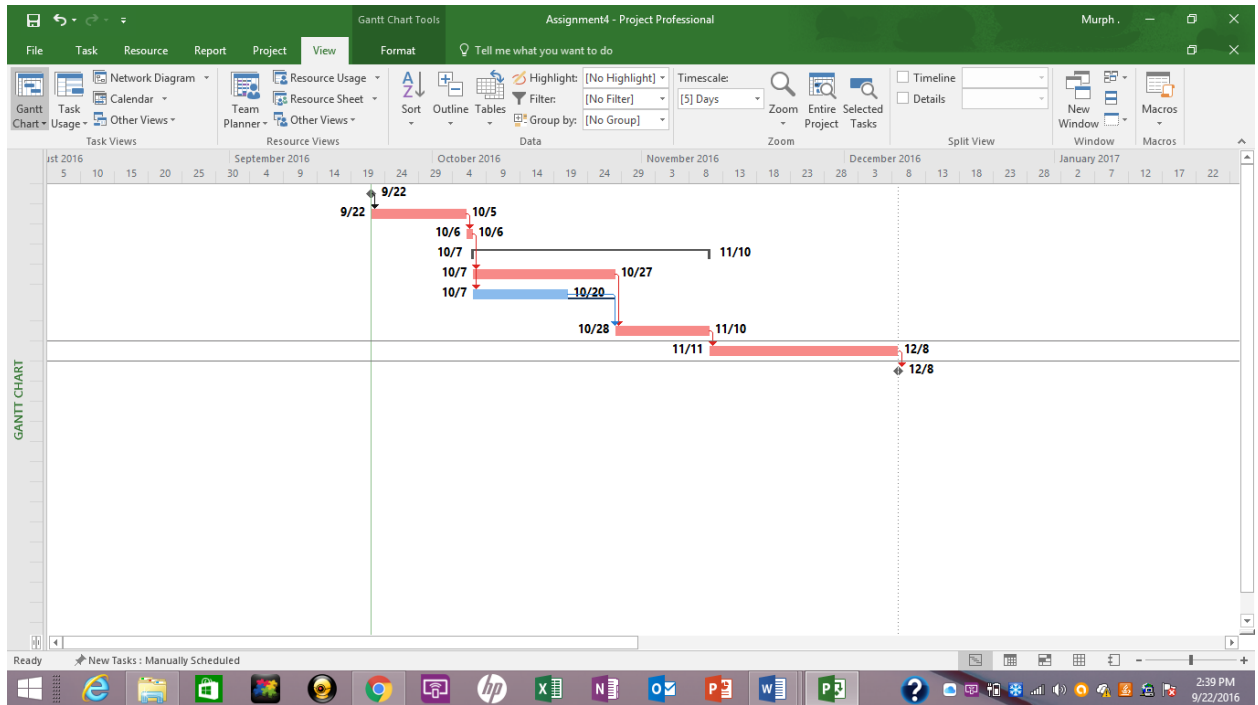 Gantt Chart Tools
Assignment4 - Project Professional
Murph .
File Task Resource Report Project View Format Tell me what you want to do
Gantt Chart
Task Usage
Network Diagram
Calendar
Other Views
Task Views
Team Planner
Resource Usage
Resource Sheet
Other Views
Resource Views
Sort
Outline
Tables
Highlight: [No Highlight]
Filter: [No Filter]
Group by: [No Group]
Data
Timescale:
[5] Days
Zoom
Entire Project
Selected Tasks
Zoom
Timeline
Details
Split View
New Window
Window
Macros
Macros
ust 2016 September 2016 October 2016 November 2016 December 2016 January 2017
5 10 15 20 25 30 4 9 14 19 24 29 4 9 14 19 24 29 3 8 13 18 23 28 3 8 13 18 23 28 2 7 12 17 22
9/22
9/22 10/5
10/6 10/6
10/7 11/10
10/7 10/27
10/7 10/20
10/28 11/10
11/11 12/8
12/8
GANTT CHART
Ready New Tasks : Manually Scheduled
2:39 PM
9/22/2016